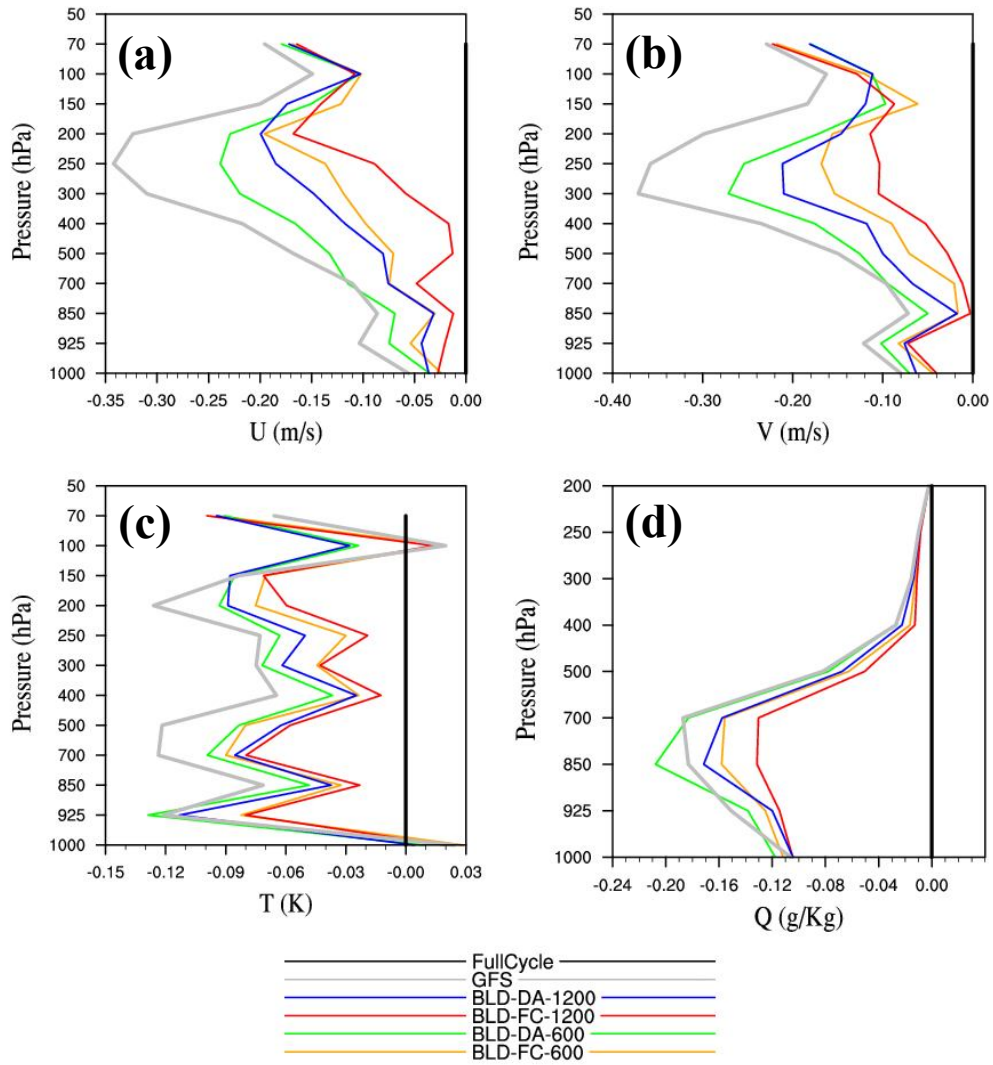 (a)
50
70
100
150
200
250
300
400
500
700
850
925
1000
Pressure (hPa)
-0.35 -0.30 -0.25 -0.20 -0.15 -0.10 -0.05 0.00
U (m/s)
(b)
50
70
100
150
200
250
300
400
500
700
850
925
1000
Pressure (hPa)
-0.40 -0.30 -0.20 -0.10 0.00
V (m/s)
(c)
50
70
100
150
200
250
300
400
500
700
850
925
1000
Pressure (hPa)
-0.15 -0.12 -0.09 -0.06 -0.03 -0.00 0.03
T (K)
(d)
200
250
300
400
500
700
850
925
1000
Pressure (hPa)
-0.24 -0.20 -0.16 -0.12 -0.08 -0.04 0.00
Q (g/Kg)
FullCycle
GFS
BLD-DA-1200
BLD-FC-1200
BLD-DA-600
BLD-FC-600